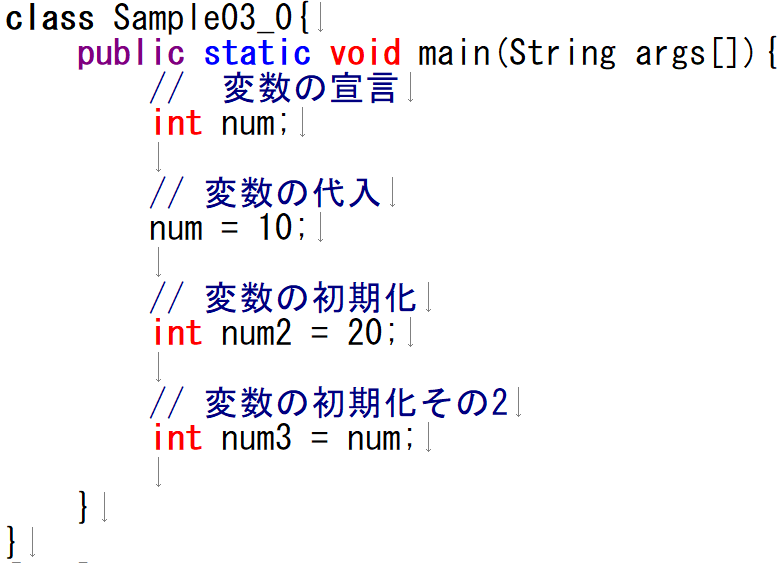 class Sample03_0{↓
public static void main(String args[]){
//　変数の宣言↓
int num;↓
↓
// 変数の代入↓
num = 10;↓
↓
// 変数の初期化↓
int num2 = 20;↓
↓
// 変数の初期化その2↓
int num3 = num;↓
↓
}↓
}↓